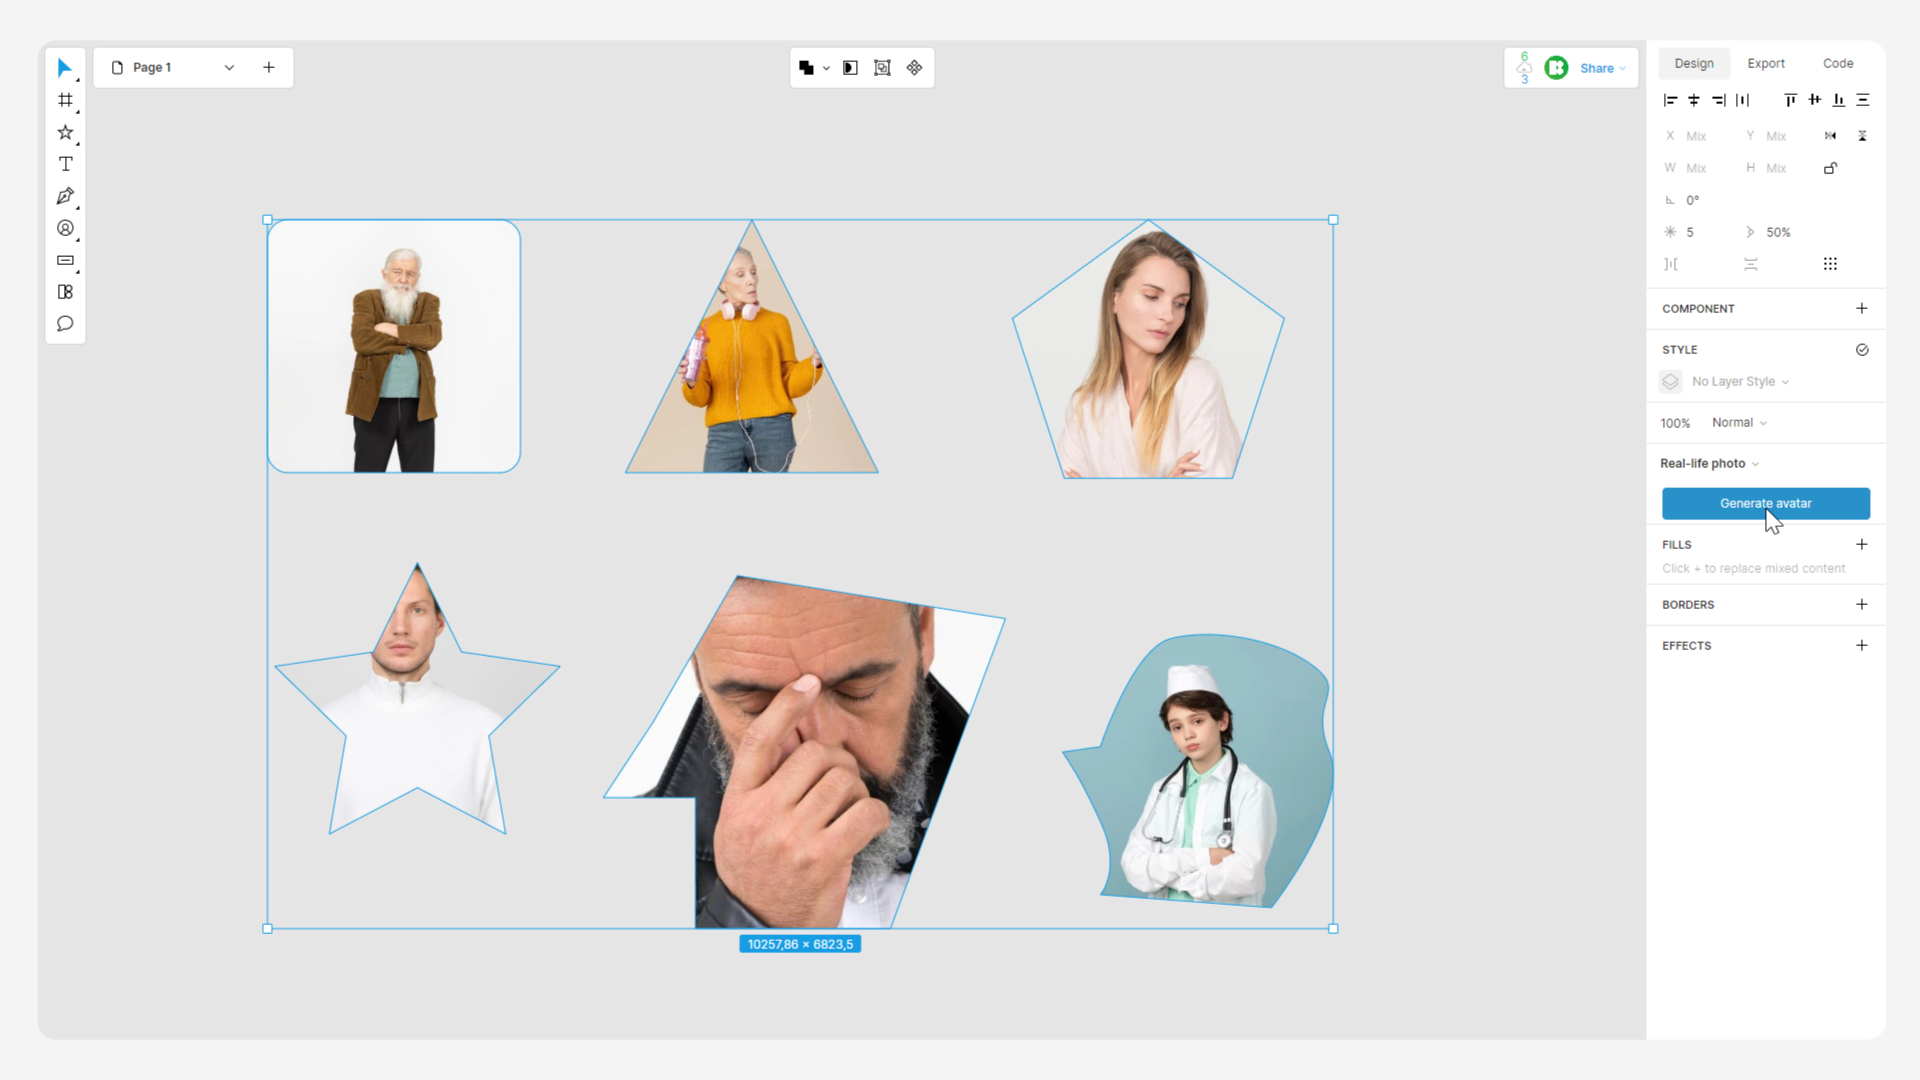 Page 1
6
3
Share
Design
Export
Code
X Mix
Y Mix
W Mix
H Mix
0°
5
50%
COMPONENT
STYLE
No Layer Style
100%
Normal
Real-life photo
Generate avatar
FILLS
Click + to replace mixed content
BORDERS
EFFECTS
10257,86 × 6823,5